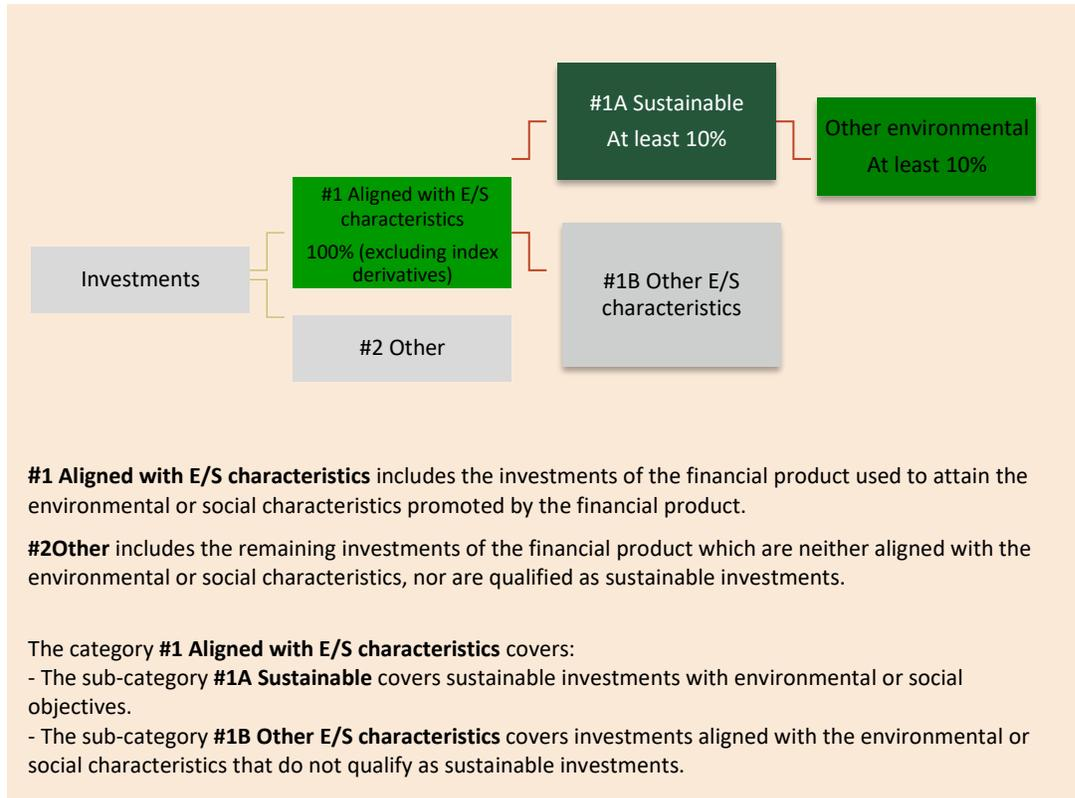 #1A Sustainable
At least 10%
Other environmental
At least 10%
#1 Aligned with E/S
characteristics
100% (excluding index
derivatives)
Investments
#1B Other E/S
characteristics
#2 Other
#1 Aligned with E/S characteristics includes the investments of the financial product used to attain the
environmental or social characteristics promoted by the financial product.
#2Other includes the remaining investments of the financial product which are neither aligned with the
environmental or social characteristics, nor are qualified as sustainable investments.
The category #1 Aligned with E/S characteristics covers:
- The sub-category #1A Sustainable covers sustainable investments with environmental or social
objectives.
- The sub-category #1B Other E/S characteristics covers investments aligned with the environmental or
social characteristics that do not qualify as sustainable investments.